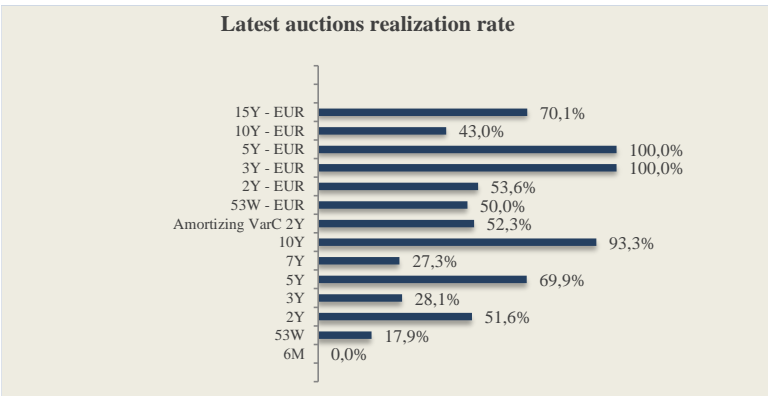 Latest auctions realization rate
15Y - EUR 70,1%
10Y - EUR 43,0%
5Y - EUR 100,0%
3Y - EUR 100,0%
2Y - EUR 53,6%
53W - EUR 50,0%
Amortizing VarC 2Y 52,3%
10Y 93,3%
7Y 27,3%
5Y 69,9%
3Y 28,1%
2Y 51,6%
53W 17,9%
6M 0,0%